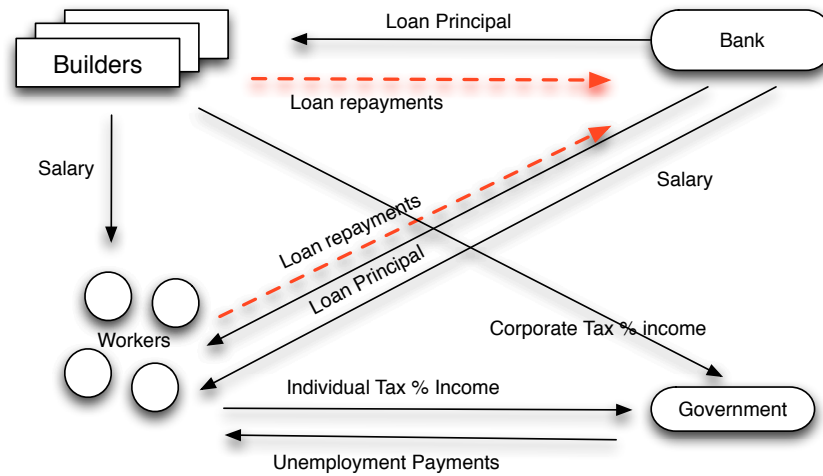 Loan Principal
Bank
Builders
Loan repayments
Salary
Salary
Loan repayments
Loan Principal
Workers
Corporate Tax % income
Individual Tax % Income
Government
Unemployment Payments